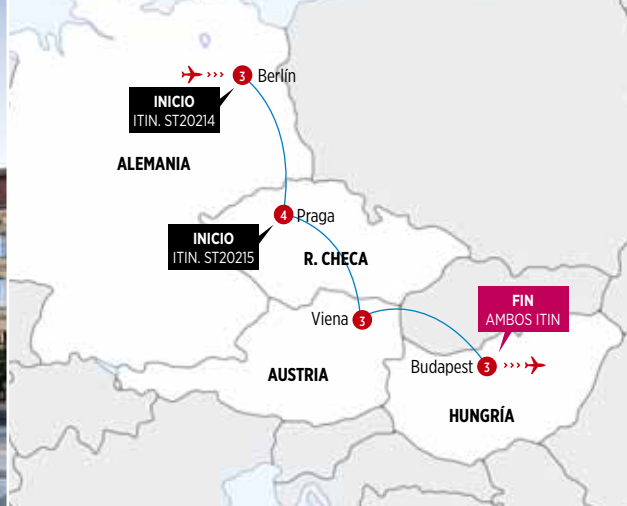 3 Berlín
INICIO
ITIN. ST20214
ALEMANIA
4 Praga
INICIO
ITIN. ST20215
R. CHECA
FIN
AMBOS ITIN
Viena 3
Budapest 3
AUSTRIA
HUNGRÍA